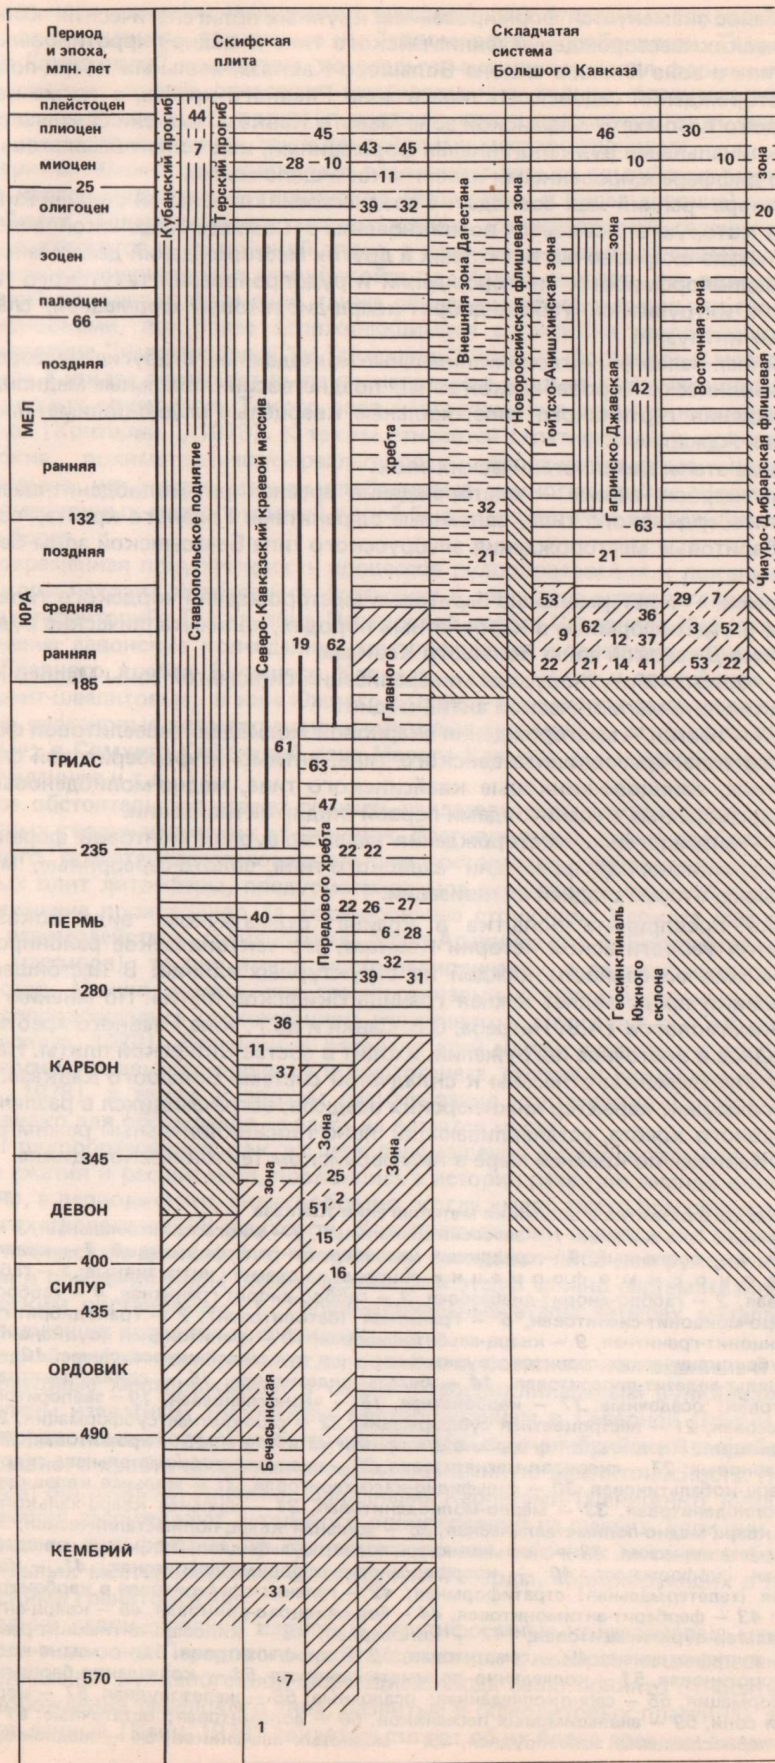 Период
и эпоха,
млн. лет
Скифская
плита
Складчатая
система
Большого Кавказа
плейстоцен
плиоцен
миоцен
25
олигоцен
эоцен
палеоцен
66
МЕЛ
поздняя
ранняя
132
ЮРА
поздняя
средняя
ранняя
185
ТРИАС
235
ПЕРМЬ
280
КАРБОН
345
ДЕВОН
400
СИЛУР
435
ОРДОВИК
490
КЕМБРИЙ
570
Кубанский прогиб
44
7
Терский прогиб
Ставропольское поднятие
Северо-Кавказский краевой массив
45
28 10
19 62
61
63
47
22 22
40
22 26 27
6 28
32
39 31
36
11
37
25
2
51
15
16
31
7
1
Бечасынская зона
Зона Передового хребта
43 45
11
39 32
Зона Главного хребта
Внешняя зона Дагестана
32
21
Новороссийская флишевая зона
Гойтско-Ачишхинская зона
Гагринско-Джавская зона
46 30
10 10
42
63
21
Восточная зона
Чиауро-Дибрарская флишевая зона
20
53 29 7
36
9 62 3 52
12 37
22 21 14 41 53 22
Геосинклиналь
Южного
склона